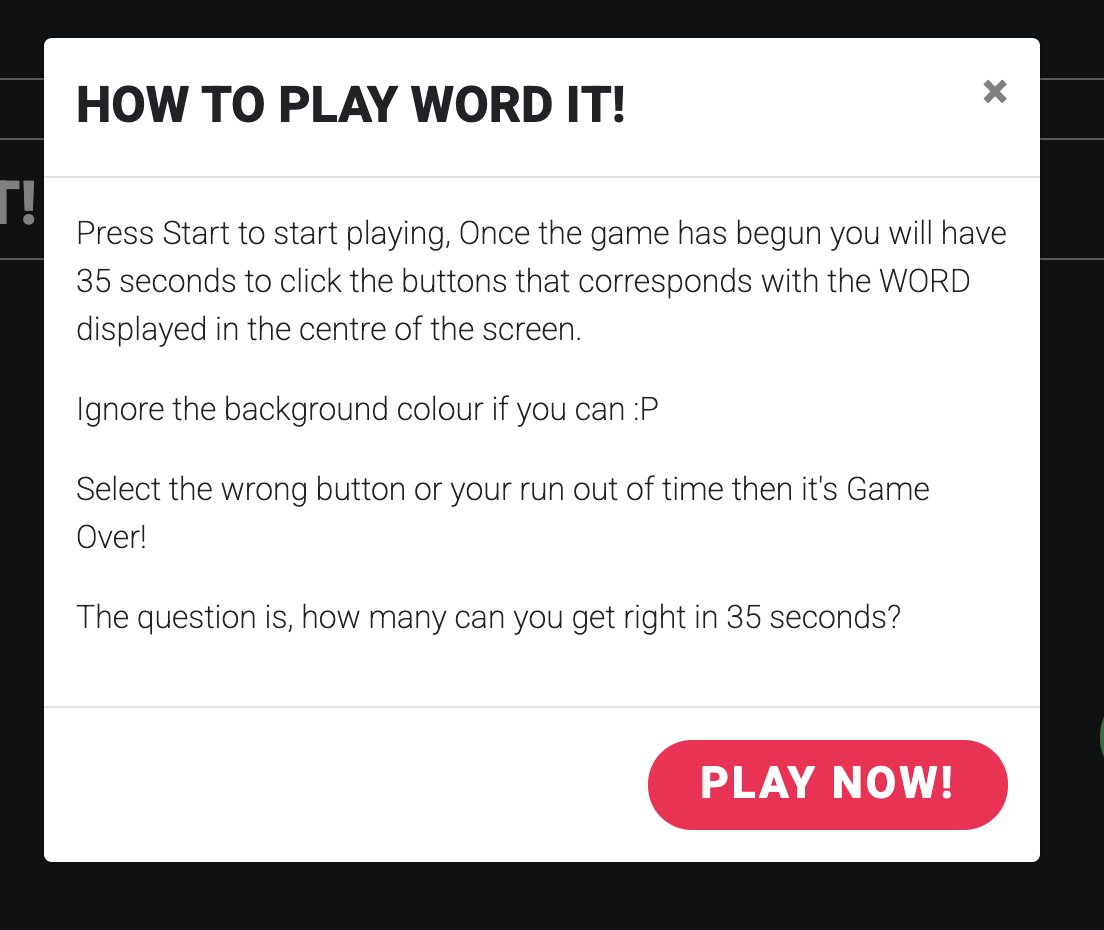 HOW TO PLAY WORD IT!
×
T!
Press Start to start playing, Once the game has begun you will have
35 seconds to click the buttons that corresponds with the WORD
displayed in the centre of the screen.
Ignore the background colour if you can :P
Select the wrong button or your run out of time then it's Game
Over!
The question is, how many can you get right in 35 seconds?
PLAY NOW!